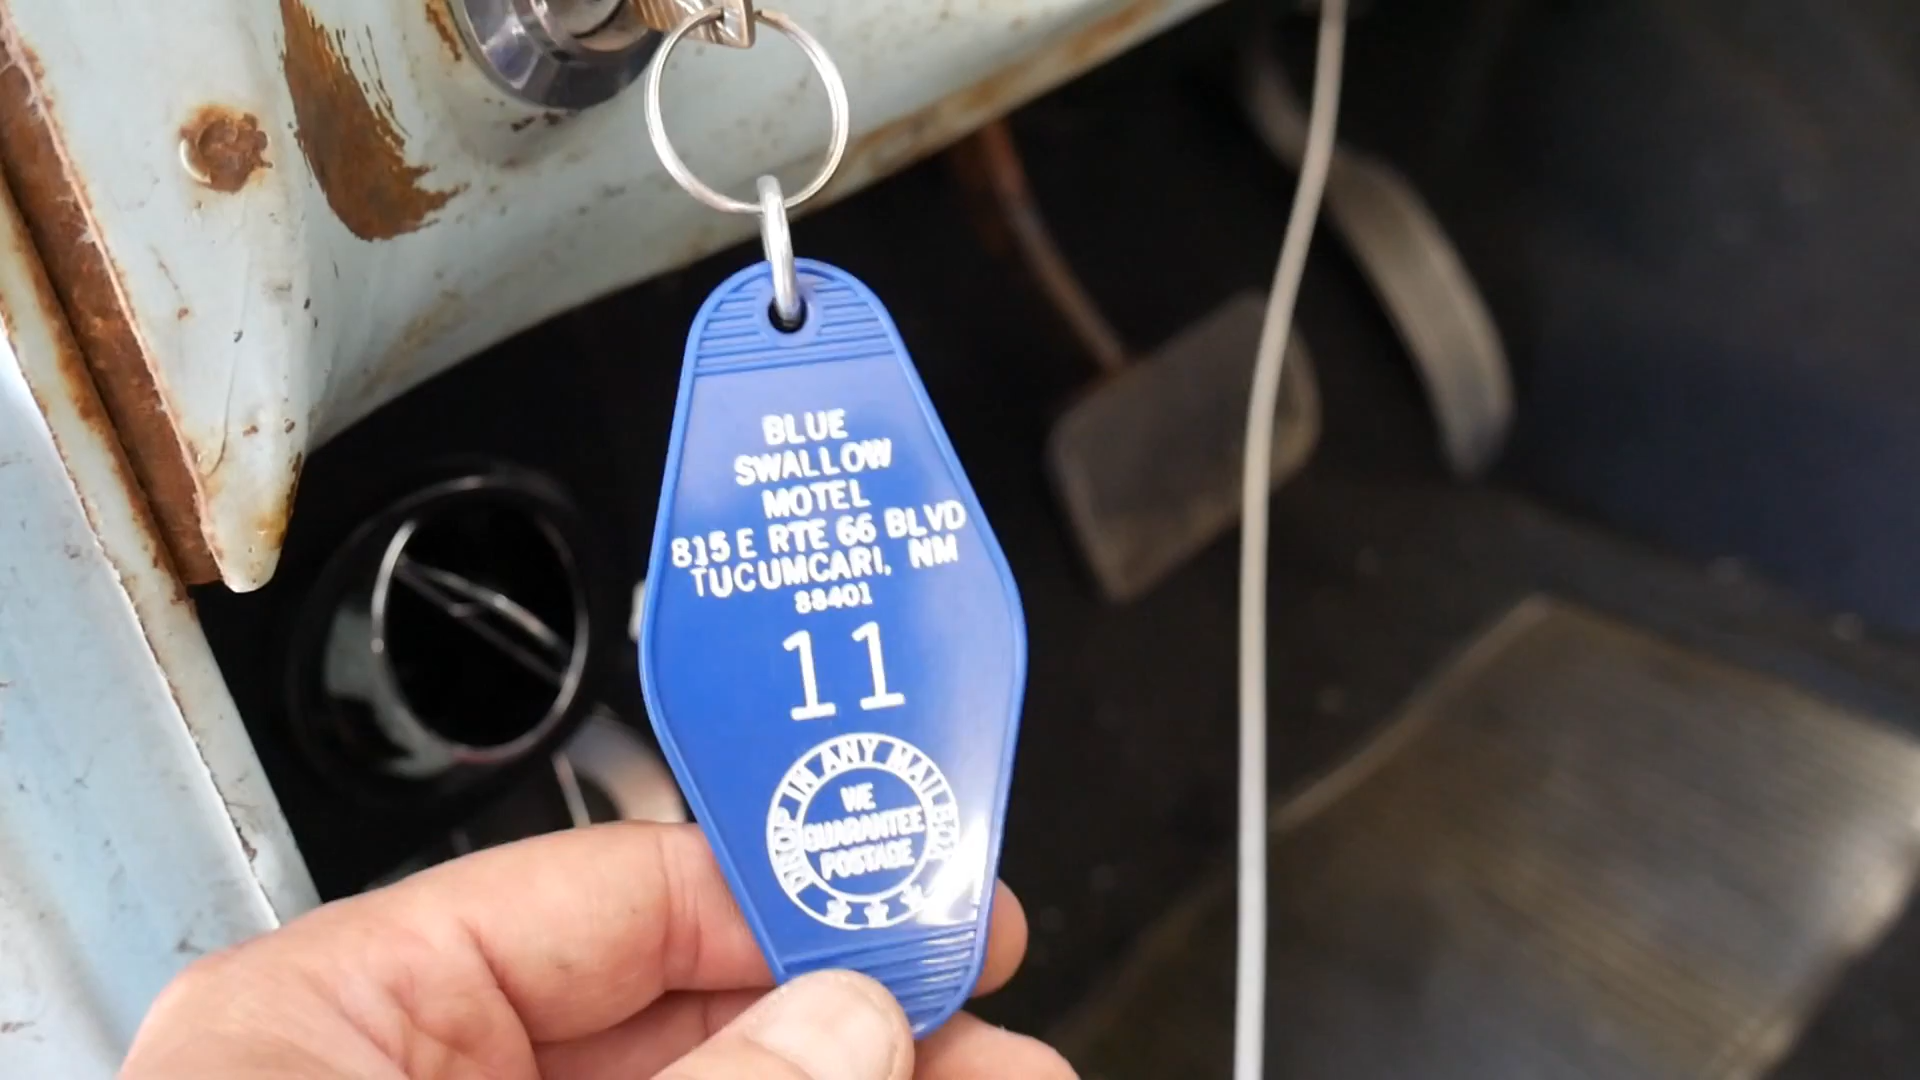 BLUE
SWALLOW
MOTEL
815 E RTE 66 BLVD
TUCUMCARI, NM
88401
11
DROP IN ANY MAILBOX
WE
GUARANTEE
POSTAGE